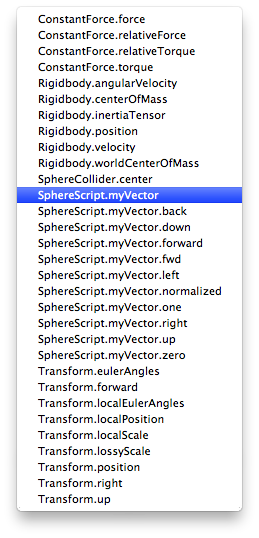 ConstantForce.force
ConstantForce.relativeForce
ConstantForce.relativeTorque
ConstantForce.torque
Rigidbody.angularVelocity
Rigidbody.centerOfMass
Rigidbody.inertiaTensor
Rigidbody.position
Rigidbody.velocity
Rigidbody.worldCenterOfMass
SphereCollider.center
SphereScript.myVector
SphereScript.myVector.back
SphereScript.myVector.down
SphereScript.myVector.forward
SphereScript.myVector.fwd
SphereScript.myVector.left
SphereScript.myVector.normalized
SphereScript.myVector.one
SphereScript.myVector.right
SphereScript.myVector.up
SphereScript.myVector.zero
Transform.eulerAngles
Transform.forward
Transform.localEulerAngles
Transform.localPosition
Transform.localScale
Transform.lossyScale
Transform.position
Transform.right
Transform.up